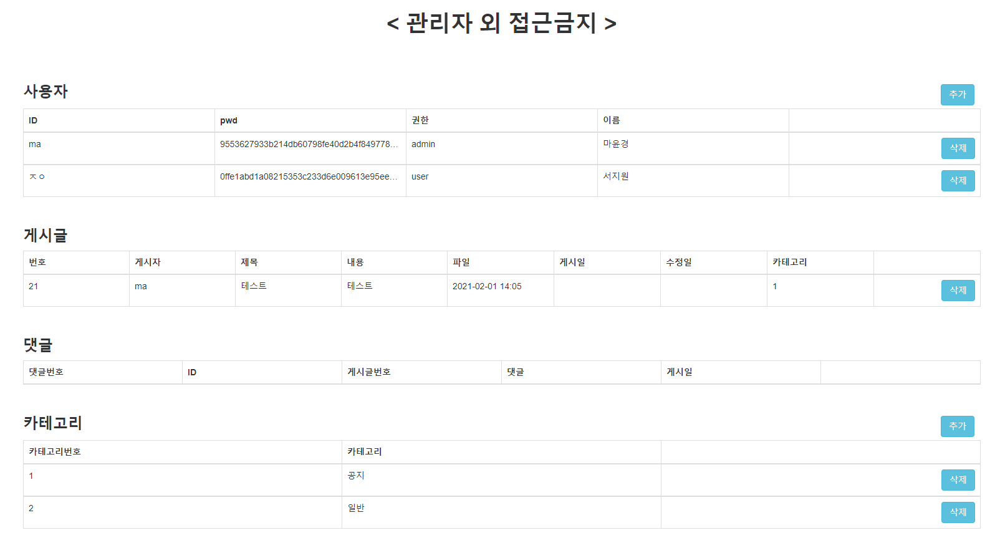 < 관리자 외 접근금지 >
사용자 추가
ID pwd 권한 이름
ma 9553627933b214db60798fe40d2b4f849778... admin 마윤경 삭제
ㅈㅇ 0ffe1abd1a08215353c233d6e009613e95ee... user 서지원 삭제
게시글
번호 게시자 제목 내용 파일 게시일 수정일 카테고리
21 ma 테스트 테스트 2021-02-01 14:05 1 삭제
댓글
댓글번호 ID 게시글번호 댓글 게시일
카테고리 추가
카테고리번호 카테고리
1 공지 삭제
2 일반 삭제